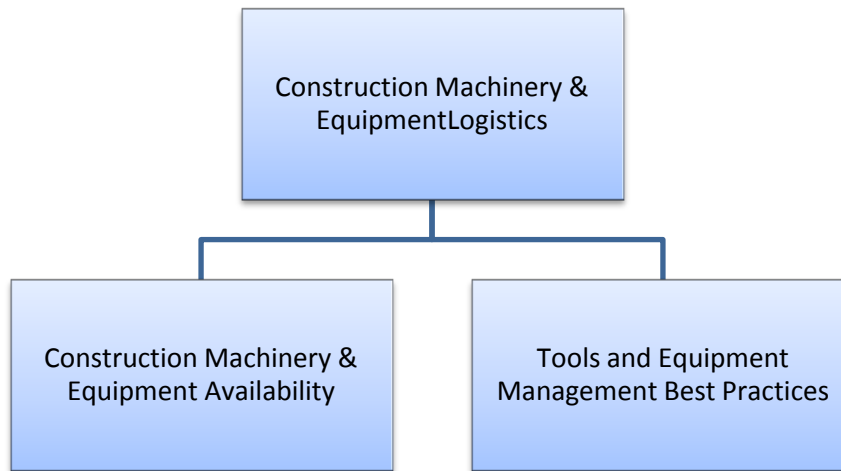 Construction Machinery &
EquipmentLogistics
Construction Machinery &
Equipment Availability
Tools and Equipment
Management Best Practices